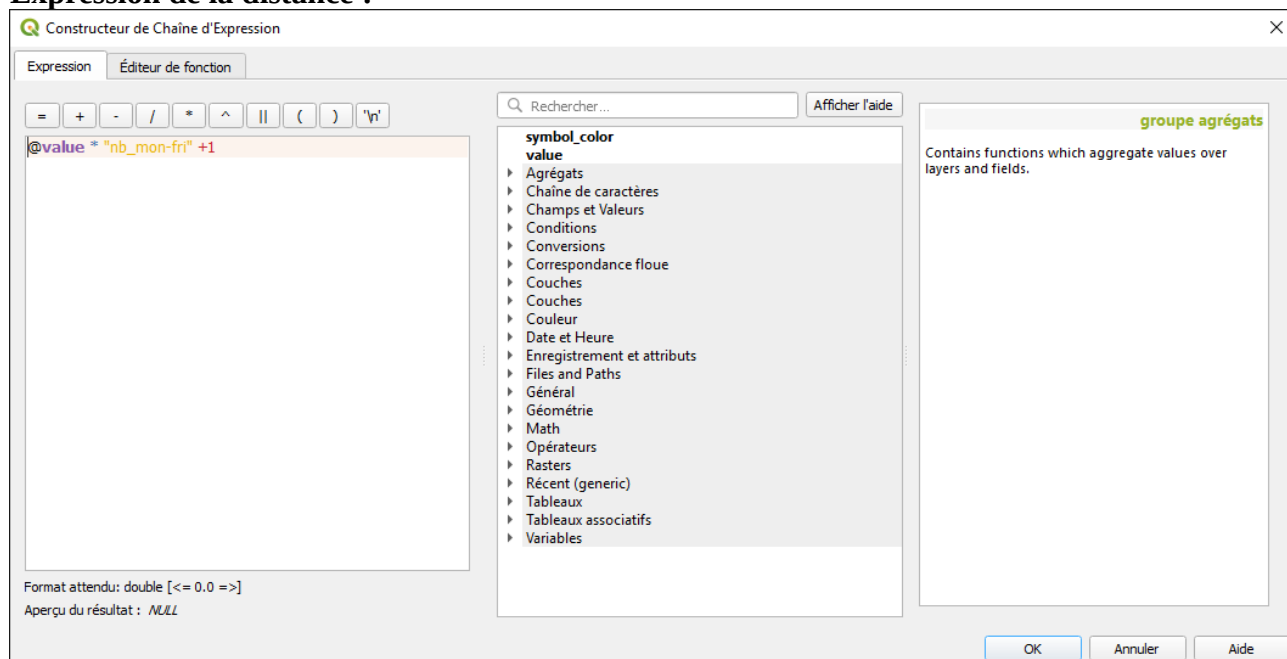 Expression de la distance :
Constructeur de Chaîne d'Expression
Expression Éditeur de fonction
= + - / * ^ || ( ) '\n'
@value * "nb_mon-fri" +1
Format attendu: double [<= 0.0 =>]
Aperçu du résultat : NULL
Rechercher... Afficher l'aide
symbol_color
value
Agrégats
Chaîne de caractères
Champs et Valeurs
Conditions
Conversions
Correspondance floue
Couches
Couches
Couleur
Date et Heure
Enregistrement et attributs
Files and Paths
Général
Géométrie
Math
Opérateurs
Rasters
Récent (generic)
Tableaux
Tableaux associatifs
Variables
groupe agrégats
Contains functions which aggregate values over
layers and fields.
OK Annuler Aide